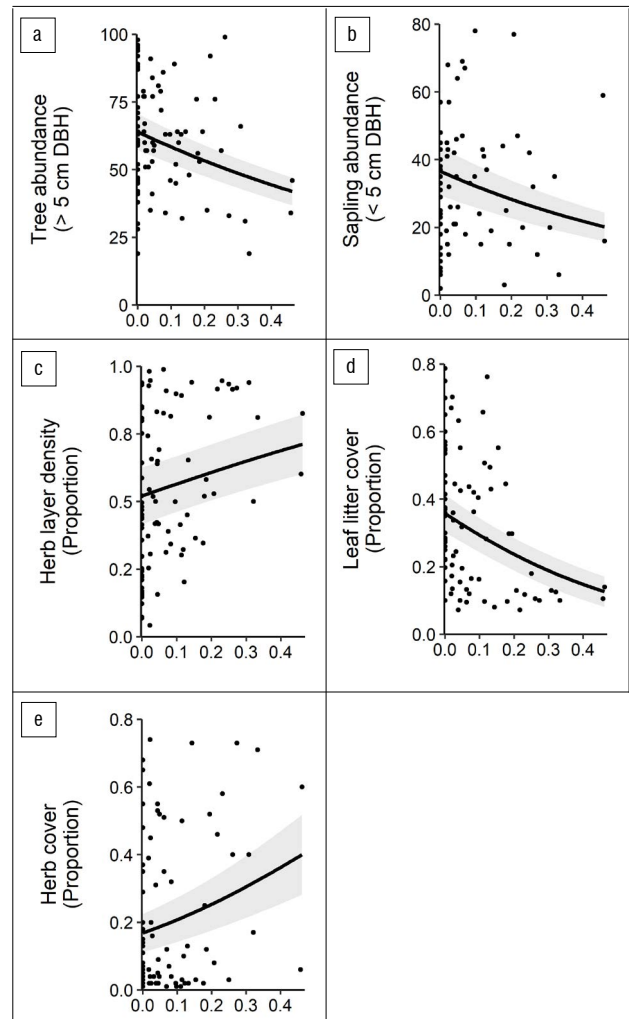 a
Tree abundance
(> 5 cm DBH)
100
75
50
25
0
0.0 0.1 0.2 0.3 0.4
b
Sapling abundance
(< 5 cm DBH)
80
60
40
20
0
0.0 0.1 0.2 0.3 0.4
c
Herb layer density
(Proportion)
1.0
0.8
0.5
0.2
0.0
0.0 0.1 0.2 0.3 0.4
d
Leaf litter cover
(Proportion)
0.8
0.6
0.4
0.2
0.0
0.0 0.1 0.2 0.3 0.4
e
Herb cover
(Proportion)
0.8
0.6
0.4
0.2
0.0
0.0 0.1 0.2 0.3 0.4